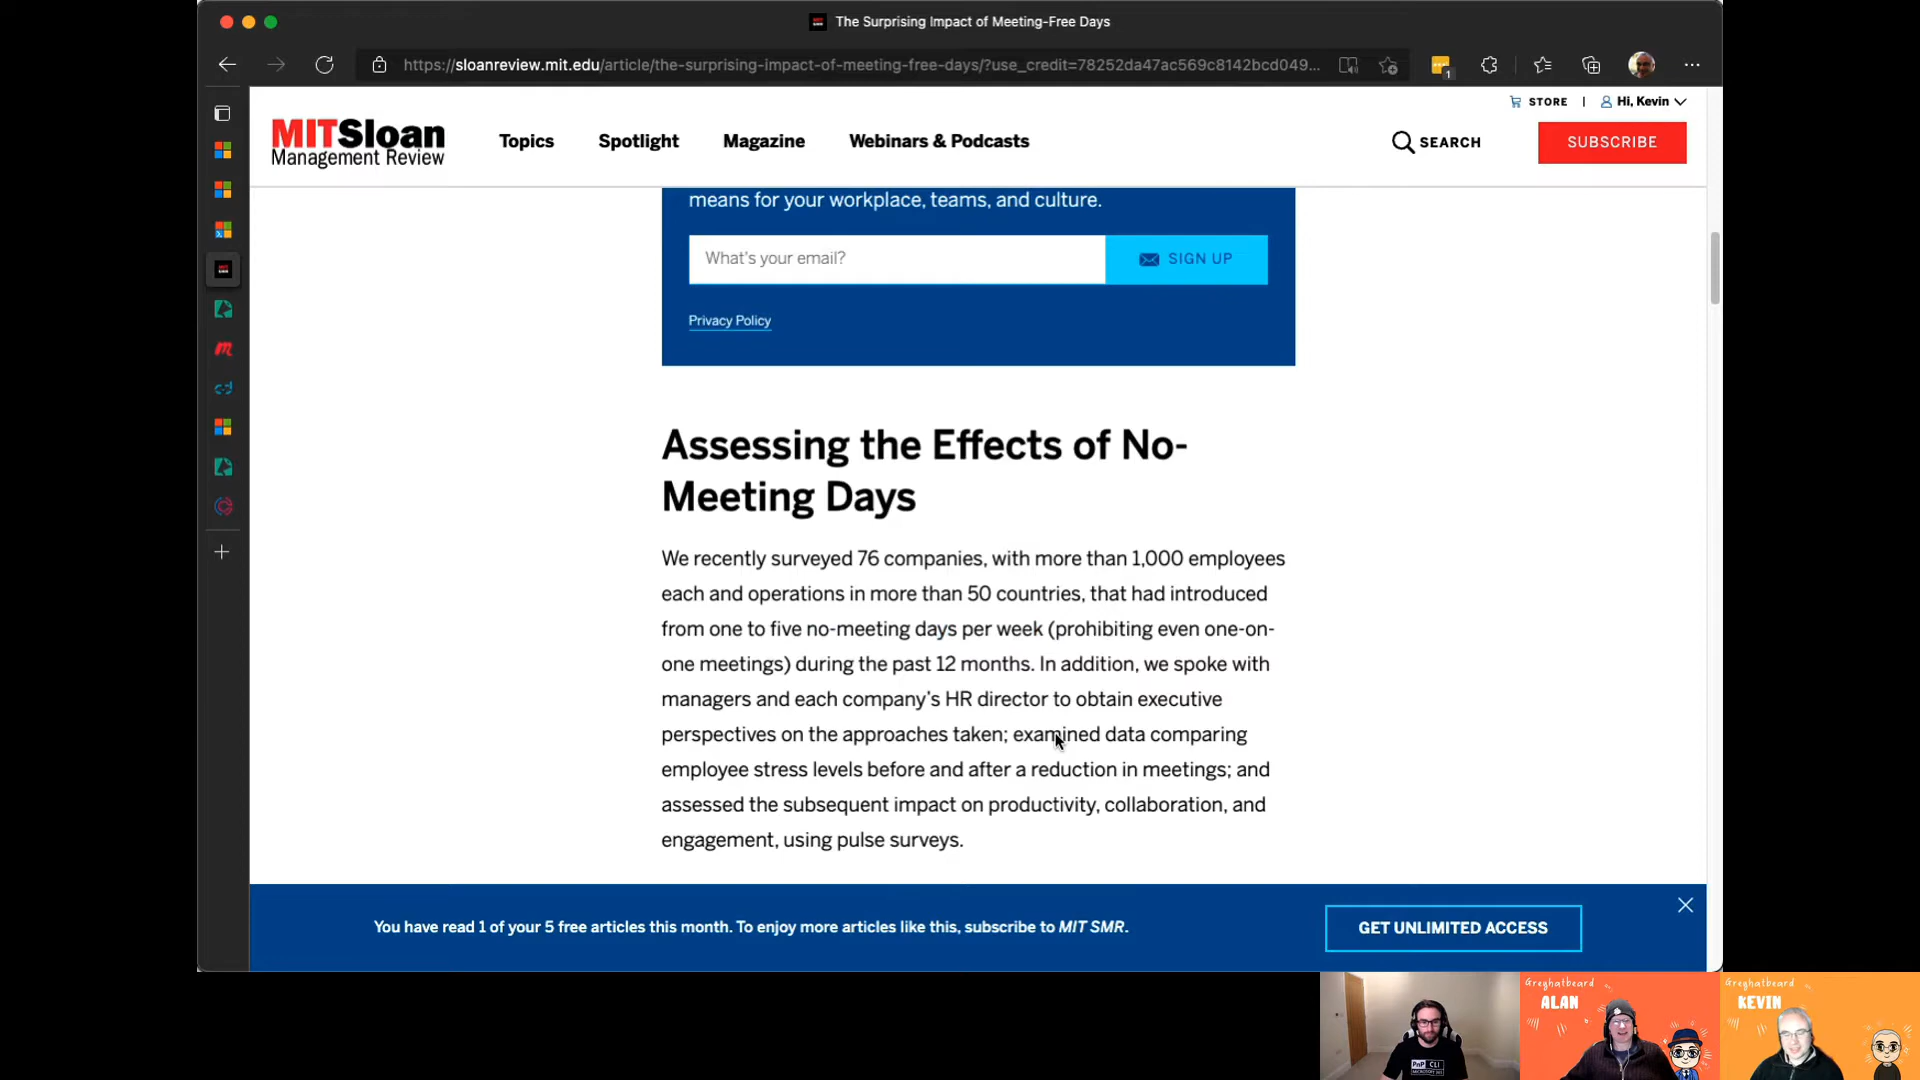 The Surprising Impact of Meeting-Free Days
https://sloanreview.mit.edu/article/the-surprising-impact-of-meeting-free-days/?use_credit=78252da47ac569c8142bcd049...
1
STORE | Hi, Kevin
MITSloan
Management Review
Topics Spotlight Magazine Webinars & Podcasts SEARCH SUBSCRIBE
means for your workplace, teams, and culture.
What's your email? SIGN UP
Privacy Policy
Assessing the Effects of No-
Meeting Days
We recently surveyed 76 companies, with more than 1,000 employees
each and operations in more than 50 countries, that had introduced
from one to five no-meeting days per week (prohibiting even one-on-
one meetings) during the past 12 months. In addition, we spoke with
managers and each company's HR director to obtain executive
perspectives on the approaches taken; examined data comparing
employee stress levels before and after a reduction in meetings; and
assessed the subsequent impact on productivity, collaboration, and
engagement, using pulse surveys.
You have read 1 of your 5 free articles this month. To enjoy more articles like this, subscribe to MIT SMR.
GET UNLIMITED ACCESS
Greyhatbeard
ALAN
Greyhatbeard
KEVIN
PnP CLI
MICROSOFT 365